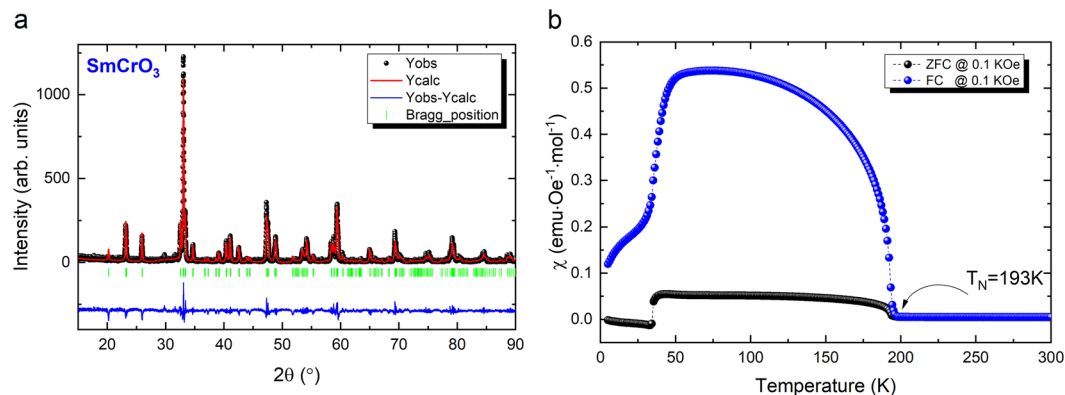 a
SmCrO₃
Yobs
Ycalc
Yobs-Ycalc
Bragg_position
Intensity (arb. units)
1000
500
0
20 30 40 50 60 70 80 90
2θ (°)
b
ZFC @ 0.1 KOe
FC @ 0.1 KOe
χ (emu·Oe⁻¹·mol⁻¹)
0.6
0.5
0.4
0.3
0.2
0.1
0.0
T_N=193K
0 50 100 150 200 250 300
Temperature (K)